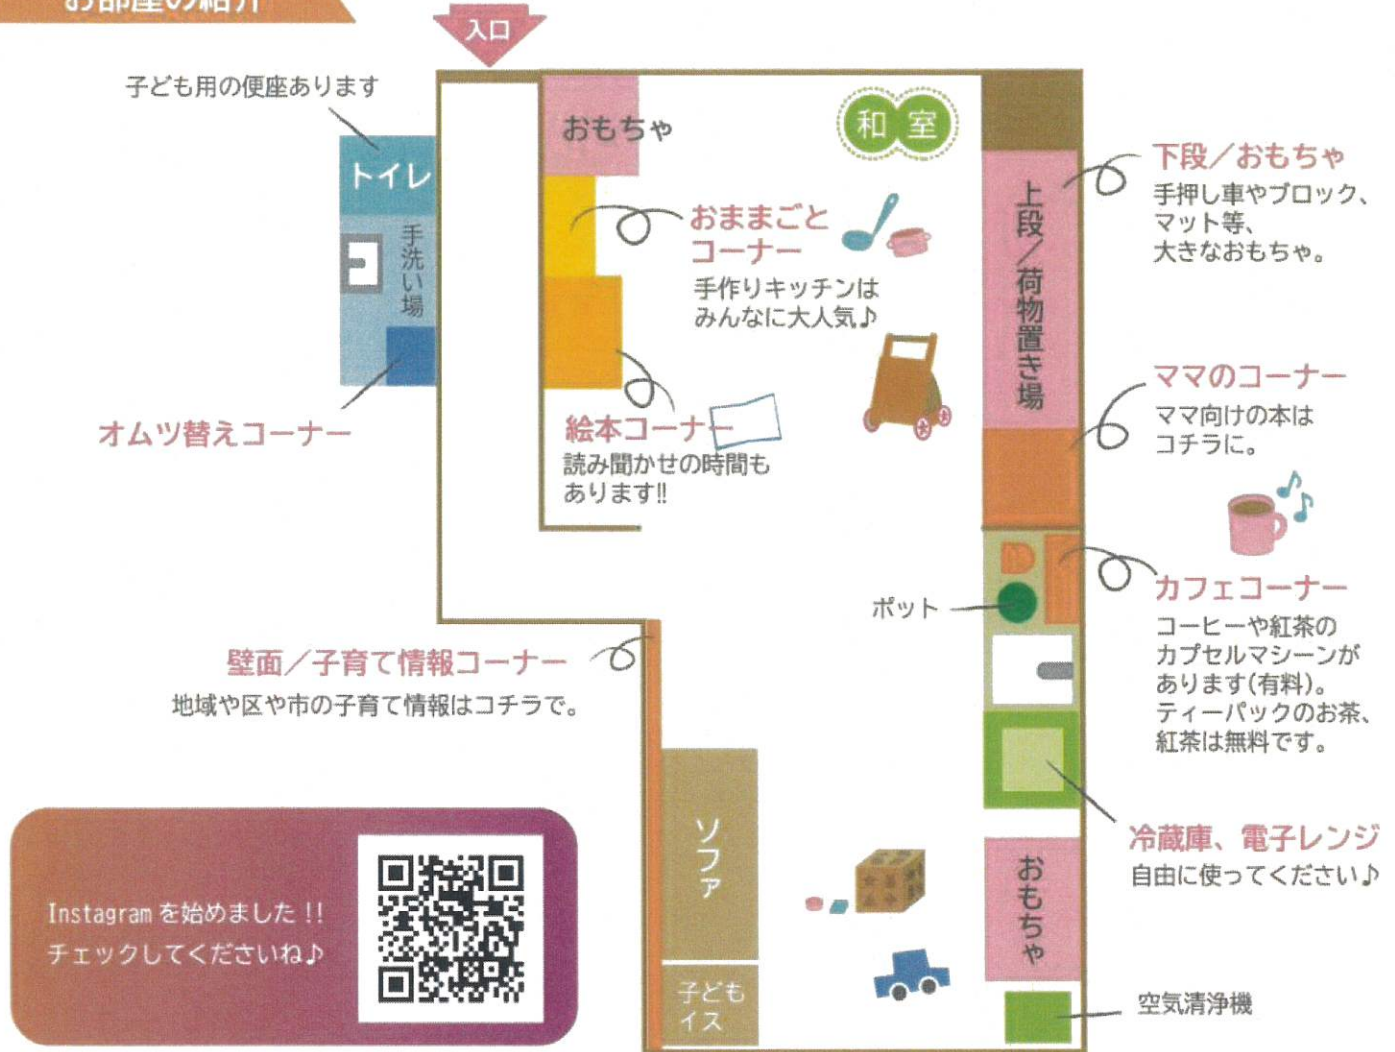 お部屋の紹介
入口
子ども用の便座あります
トイレ
手洗い場
オムツ替えコーナー
おもちゃ
和室
おままごと
コーナー
手作りキッチンは
みんなに大人気♪
絵本コーナー
読み聞かせの時間も
あります!!
上段／荷物置き場
下段／おもちゃ
手押し車やブロック、
マット等、
大きなおもちゃ。
ママのコーナー
ママ向けの本は
コチラに。
ポット
カフェコーナー
コーヒーや紅茶の
カプセルマシーンが
あります(有料)。
ティーパックのお茶、
紅茶は無料です。
壁面／子育て情報コーナー
地域や区や市の子育て情報はコチラで。
冷蔵庫、電子レンジ
自由に使ってください♪
ソファ
子ども
イス
おもちゃ
空気清浄機
Instagram を始めました !!
チェックしてくださいね♪